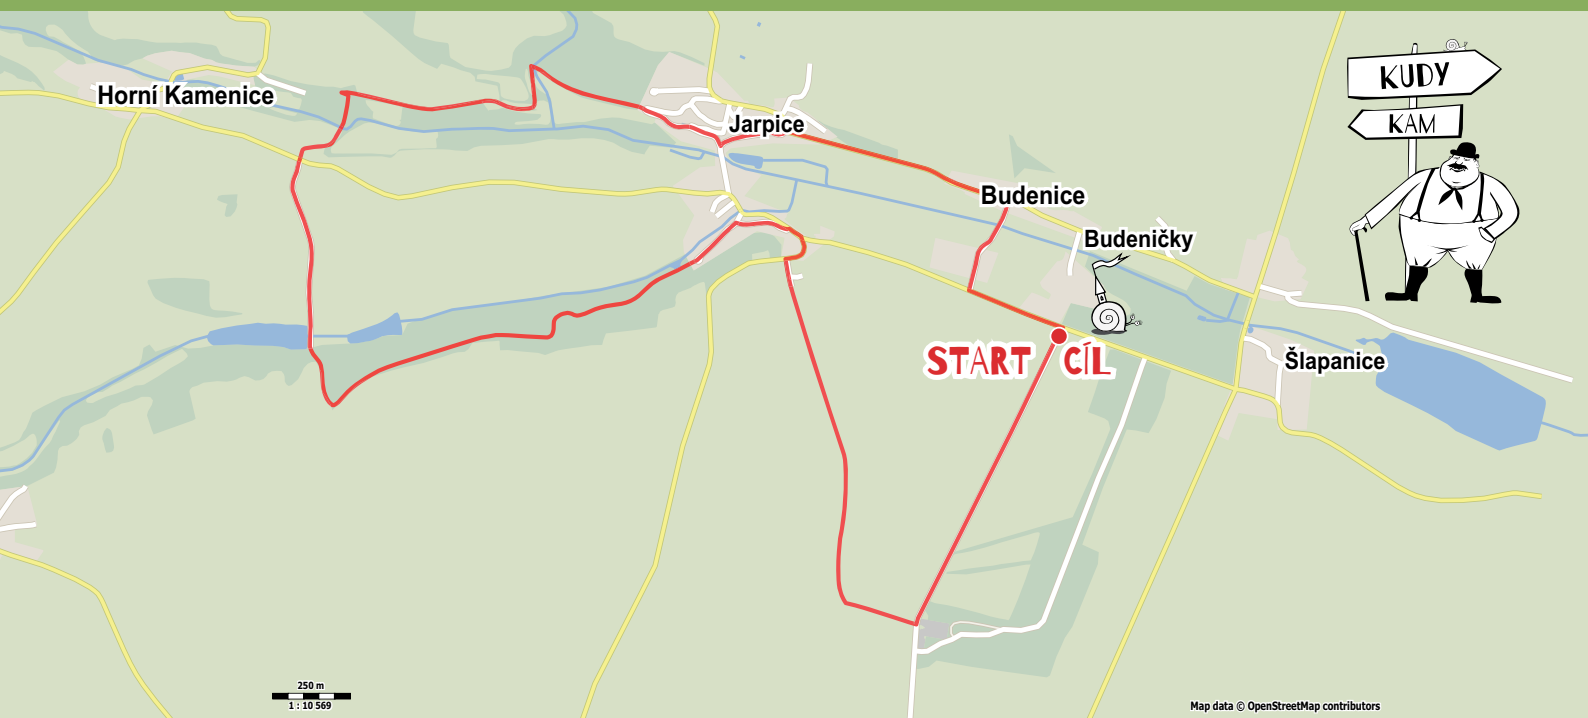 KUDY
KAM
Horní Kamenice
Jarpice
Budenice
Budeničky
START CÍL
Šlapanice
250 m
1 : 10 569
Map data © OpenStreetMap contributors